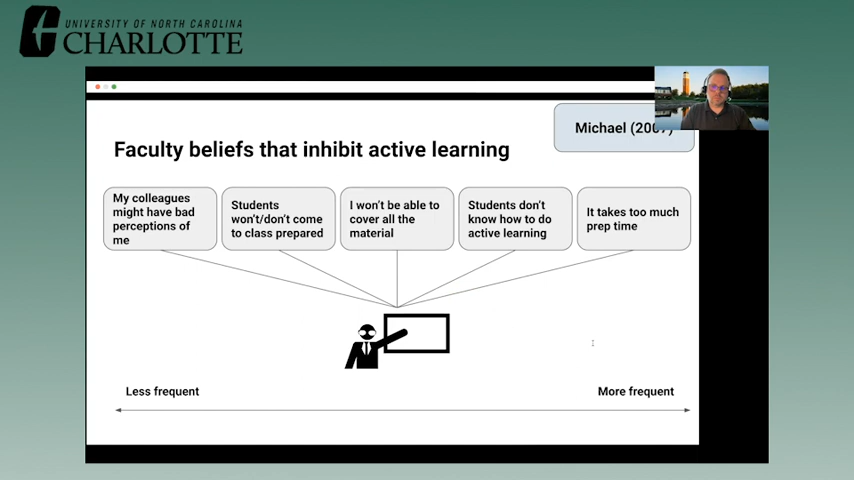 UNIVERSITY OF NORTH CAROLINA
CHARLOTTE
Michael (2007)
Faculty beliefs that inhibit active learning
My colleagues
might have bad
perceptions of
me
Students
won't/don't come
to class prepared
I won't be able to
cover all the
material
Students don't
know how to do
active learning
It takes too much
prep time
Less frequent
More frequent